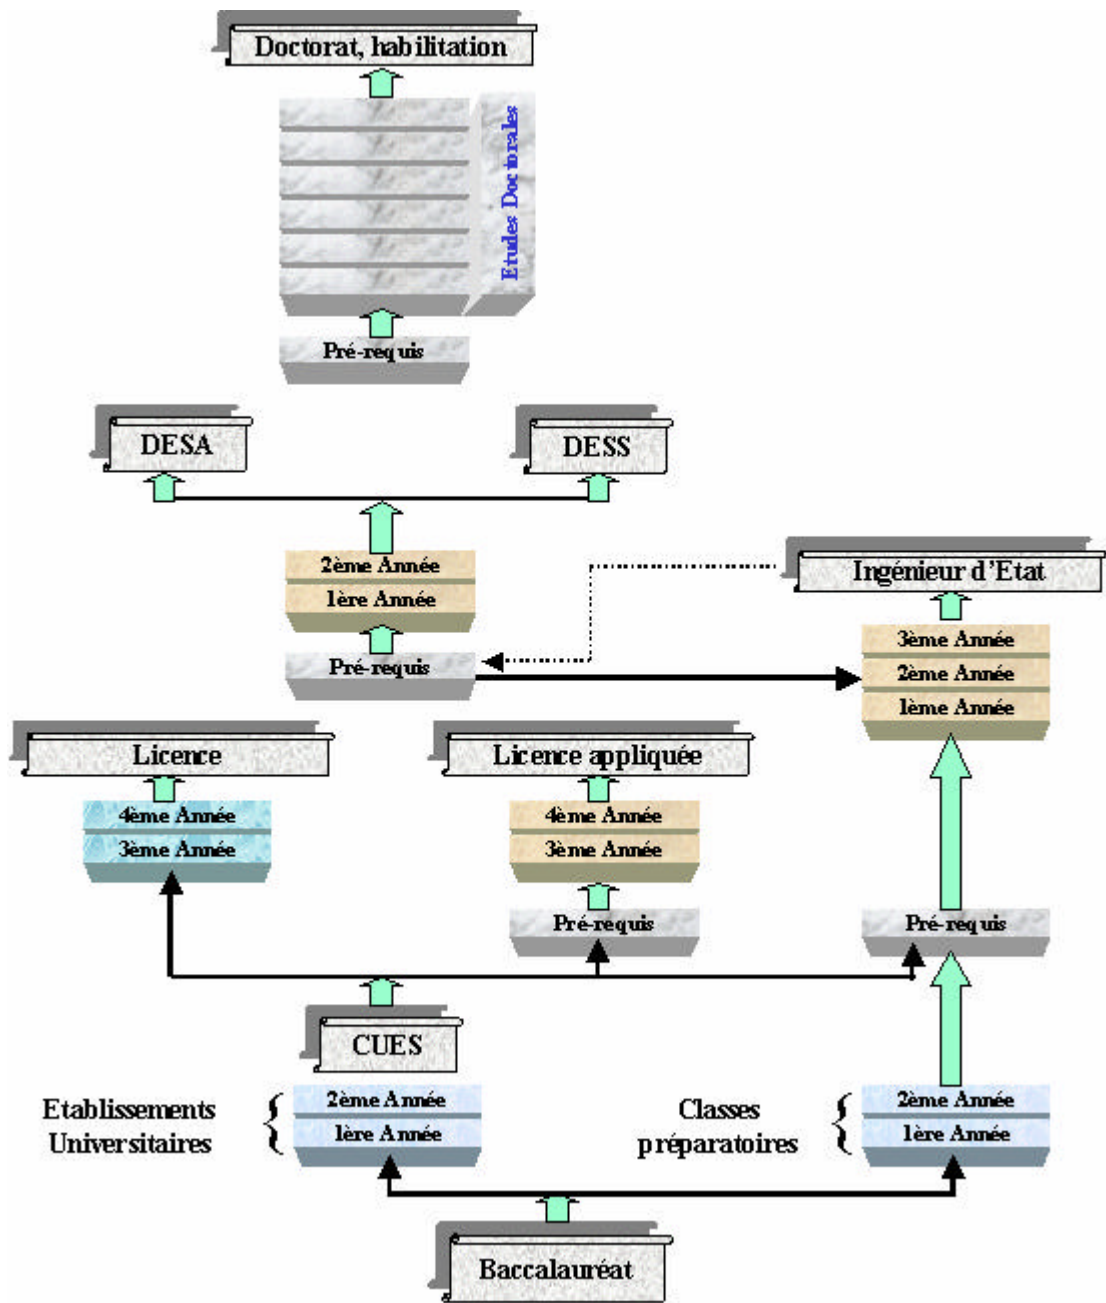 Doctorat, habilitation
Etudes Doctorales
Pré-requis
DESA
DESS
2ème Année
1ère Année
Ingénieur d'Etat
Pré-requis
3ème Année
2ème Année
1ème Année
Licence
Licence appliquée
4ème Année
3ème Année
4ème Année
3ème Année
Pré-requis
Pré-requis
CUES
Etablissements
Universitaires
2ème Année
1ère Année
Classes
préparatoires
2ème Année
1ère Année
Baccalauréat